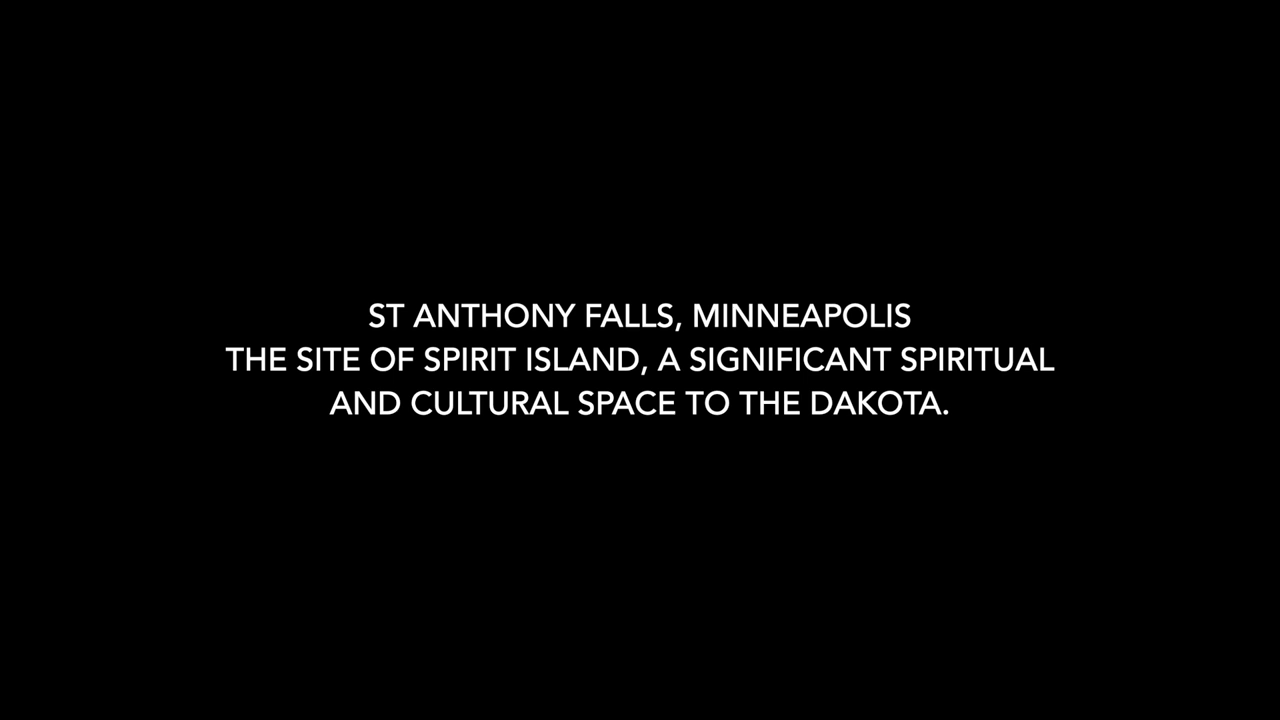 ST ANTHONY FALLS, MINNEAPOLIS
THE SITE OF SPIRIT ISLAND, A SIGNIFICANT SPIRITUAL
AND CULTURAL SPACE TO THE DAKOTA.